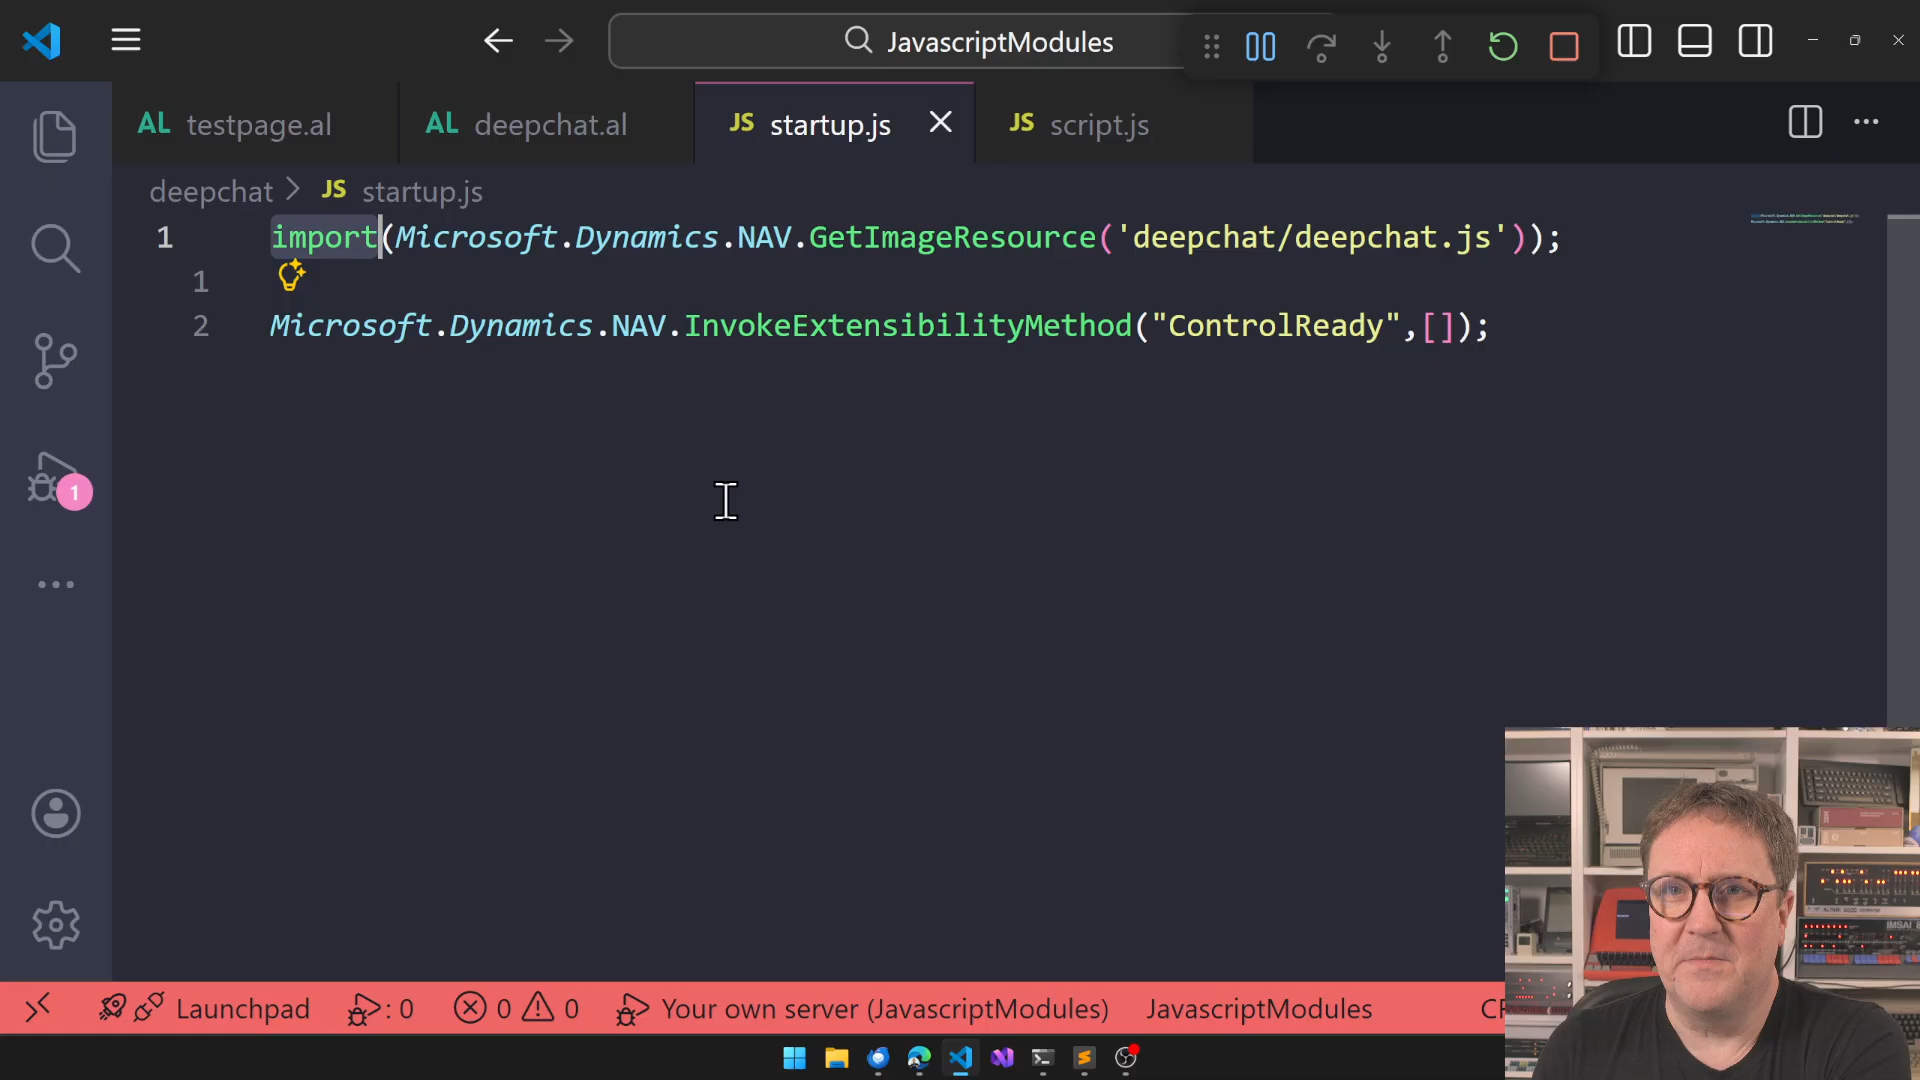 JavascriptModules
AL testpage.al
AL deepchat.al
JS startup.js
JS script.js
deepchat > JS startup.js
1 import(Microsoft.Dynamics.NAV.GetImageResource('deepchat/deepchat.js'));
1
2 Microsoft.Dynamics.NAV.InvokeExtensibilityMethod("ControlReady",[]);
1
Launchpad : 0 0 0 Your own server (JavascriptModules) JavascriptModules
IMSAI